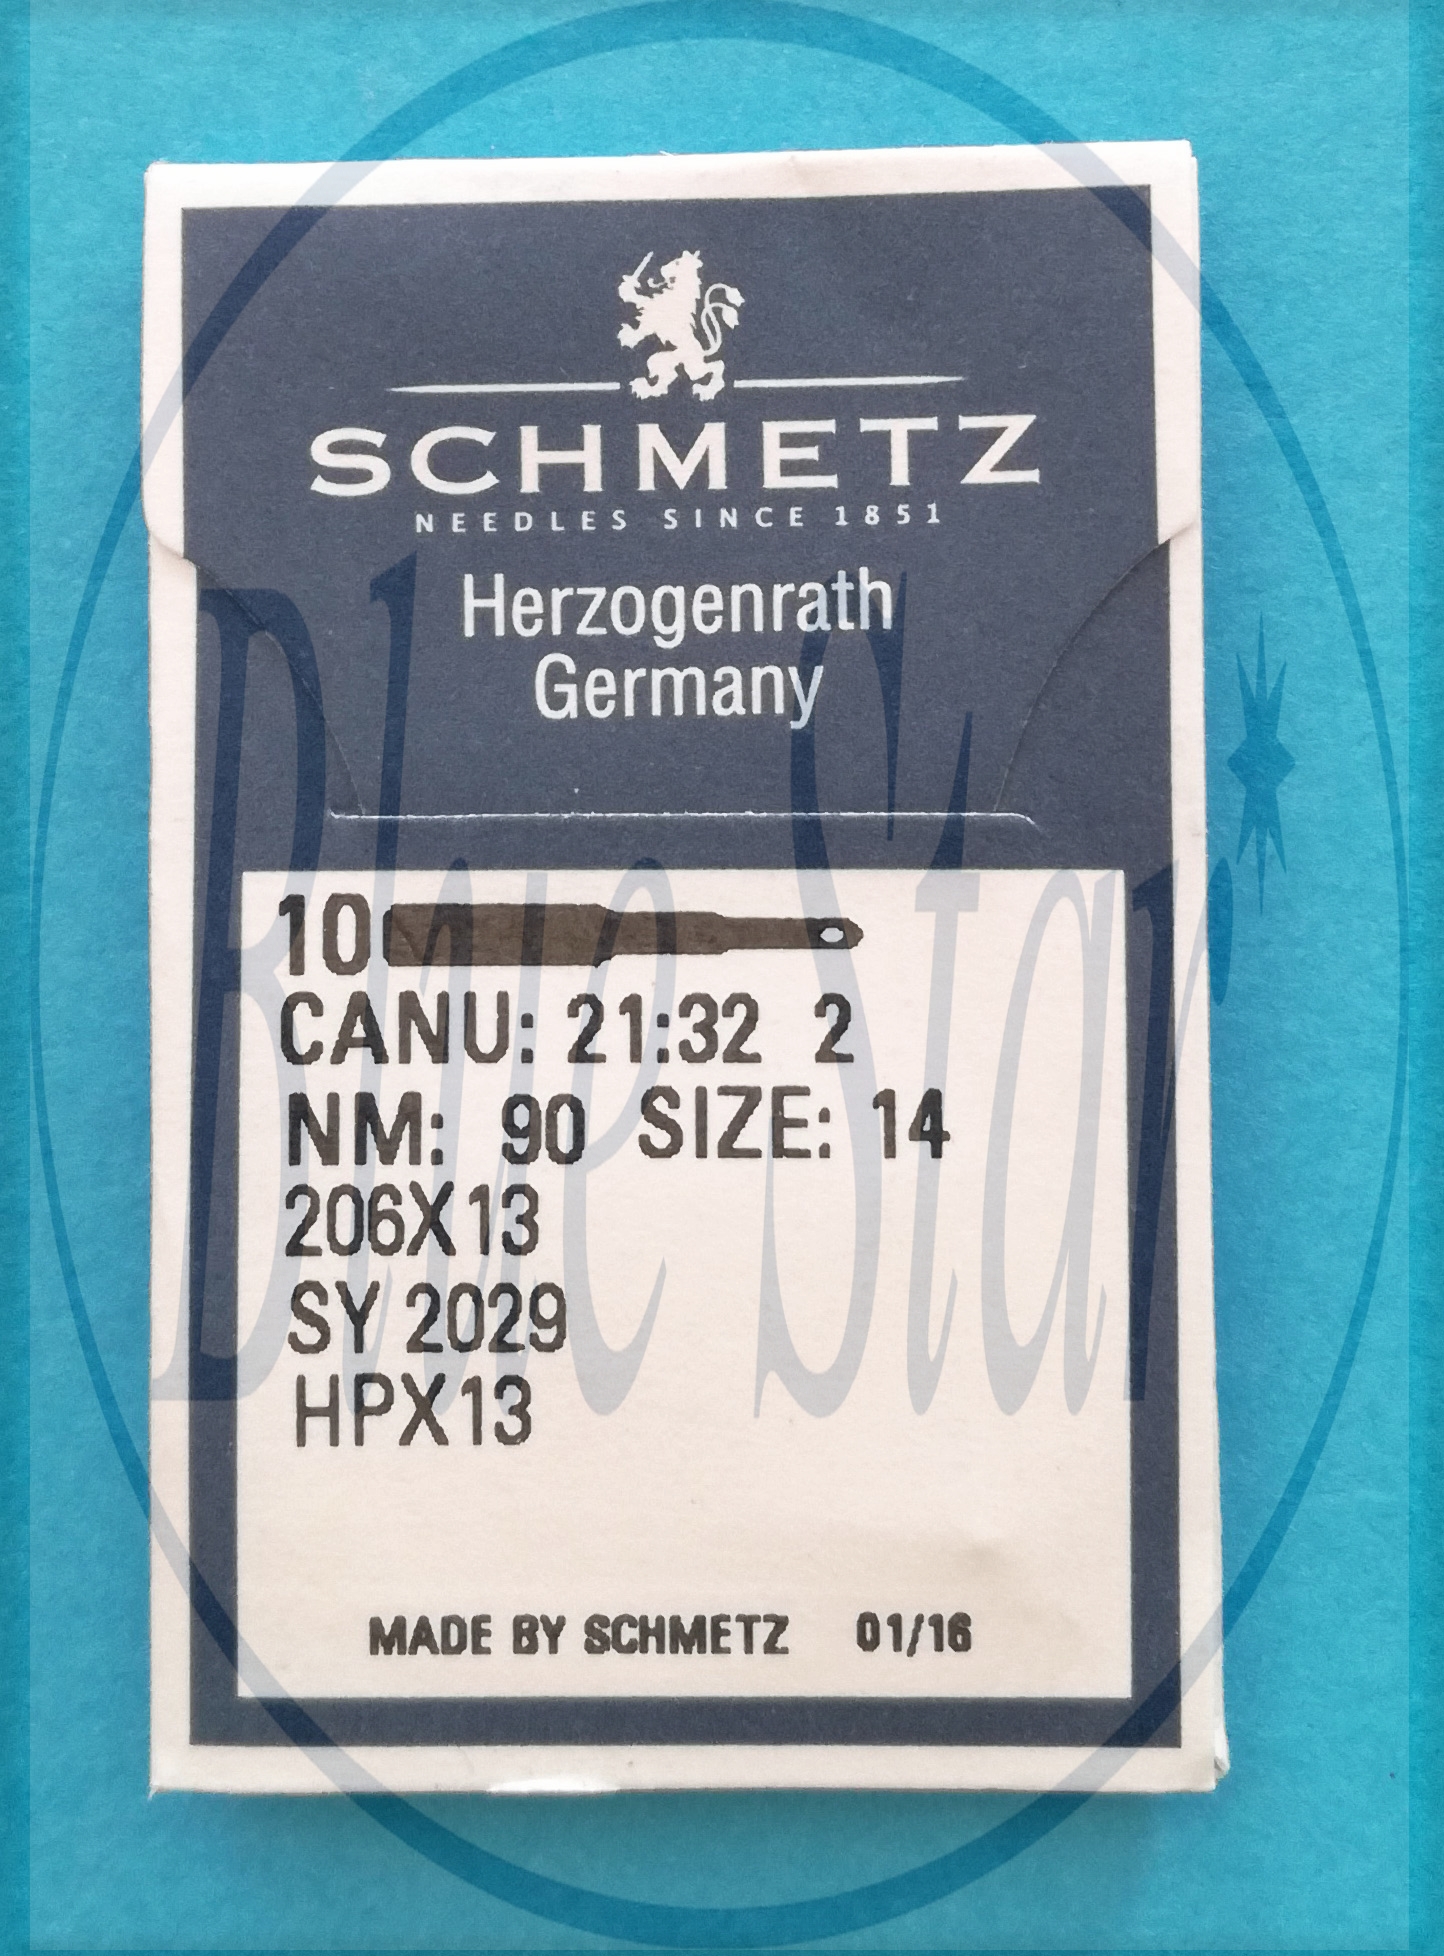 SCHMETZ
NEEDLES SINCE 1851
Herzogenrath
Germany
10
CANU: 21:32 2
NM: 90 SIZE: 14
206X13
SY 2029
HPX13
MADE BY SCHMETZ 01/16
Blue Star